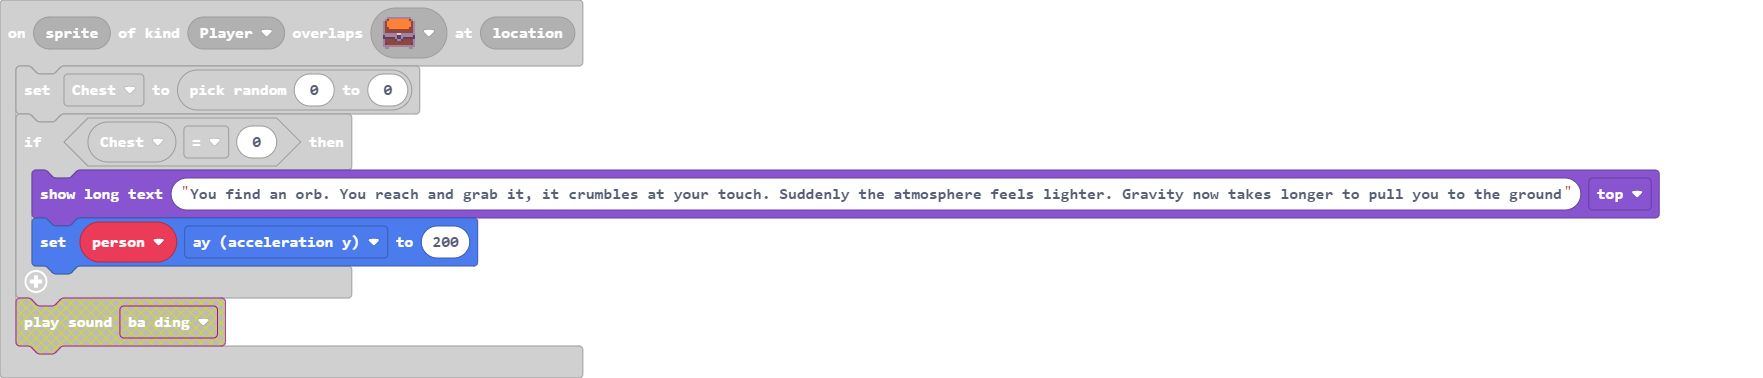 on sprite of kind Player overlaps at location
set Chest to pick random 0 to 0
if Chest = 0 then
show long text "You find an orb. You reach and grab it, it crumbles at your touch. Suddenly the atmosphere feels lighter. Gravity now takes longer to pull you to the ground" top
set person ay (acceleration y) to 200
play sound ba ding